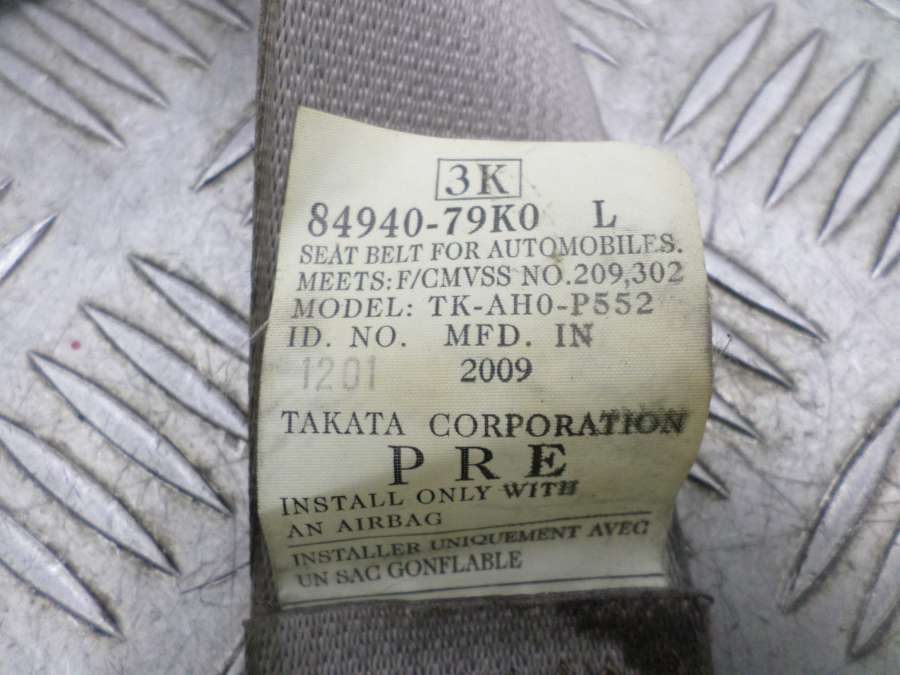 3K
84940-79K0 L
SEAT BELT FOR AUTOMOBILES.
MEETS: F/CMVSS NO.209,302
MODEL: TK-AH0-P552
ID. NO. MFD. IN
1201 2009
TAKATA CORPORATION
PRE
INSTALL ONLY WITH
AN AIRBAG
INSTALLER UNIQUEMENT AVEC
UN SAC GONFLABLE